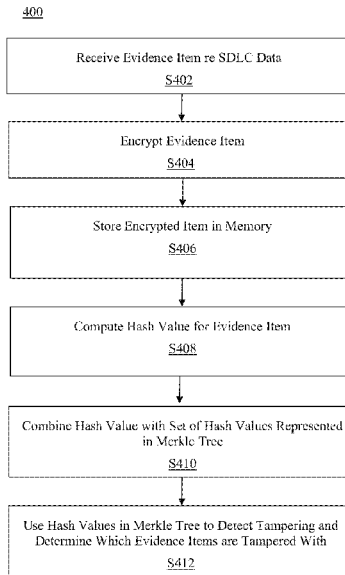 400
Receive Evidence Item re SDLC Data
S402
Encrypt Evidence Item
S404
Store Encrypted Item in Memory
S406
Compute Hash Value for Evidence Item
S408
Combine Hash Value with Set of Hash Values Represented
in Merkle Tree
S410
Use Hash Values in Merkle Tree to Detect Tampering and
Determine Which Evidence Items are Tampered With
S412